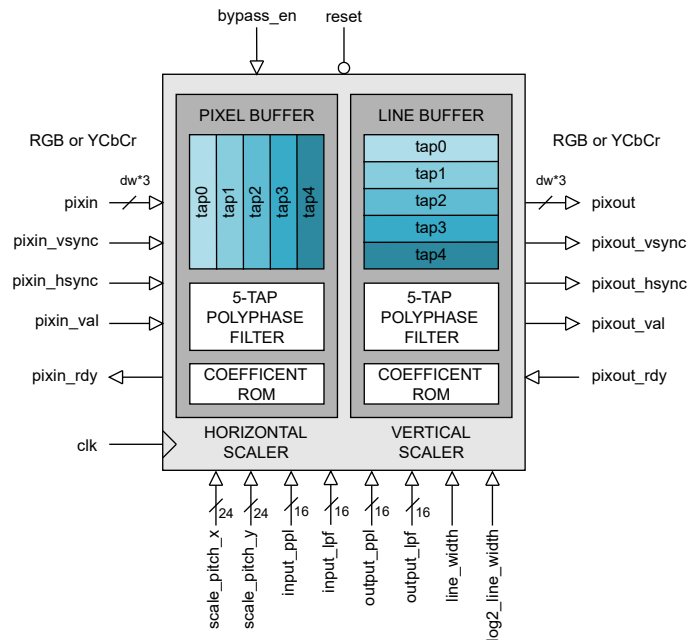 bypass_en
reset
PIXEL BUFFER
LINE BUFFER
RGB or YCbCr
RGB or YCbCr
tap0
tap1
tap2
tap3
tap4
tap0
tap1
tap2
tap3
tap4
dw*3
pixin
pixin_vsync
pixin_hsync
pixin_val
pixin_rdy
clk
dw*3
pixout
pixout_vsync
pixout_hsync
pixout_val
pixout_rdy
5-TAP
POLYPHASE
FILTER
5-TAP
POLYPHASE
FILTER
COEFFICENT
ROM
COEFFICENT
ROM
HORIZONTAL
SCALER
VERTICAL
SCALER
24
24
16
16
16
16
scale_pitch_x
scale_pitch_y
input_ppl
input_lpf
output_ppl
output_lpf
line_width
log2_line_width